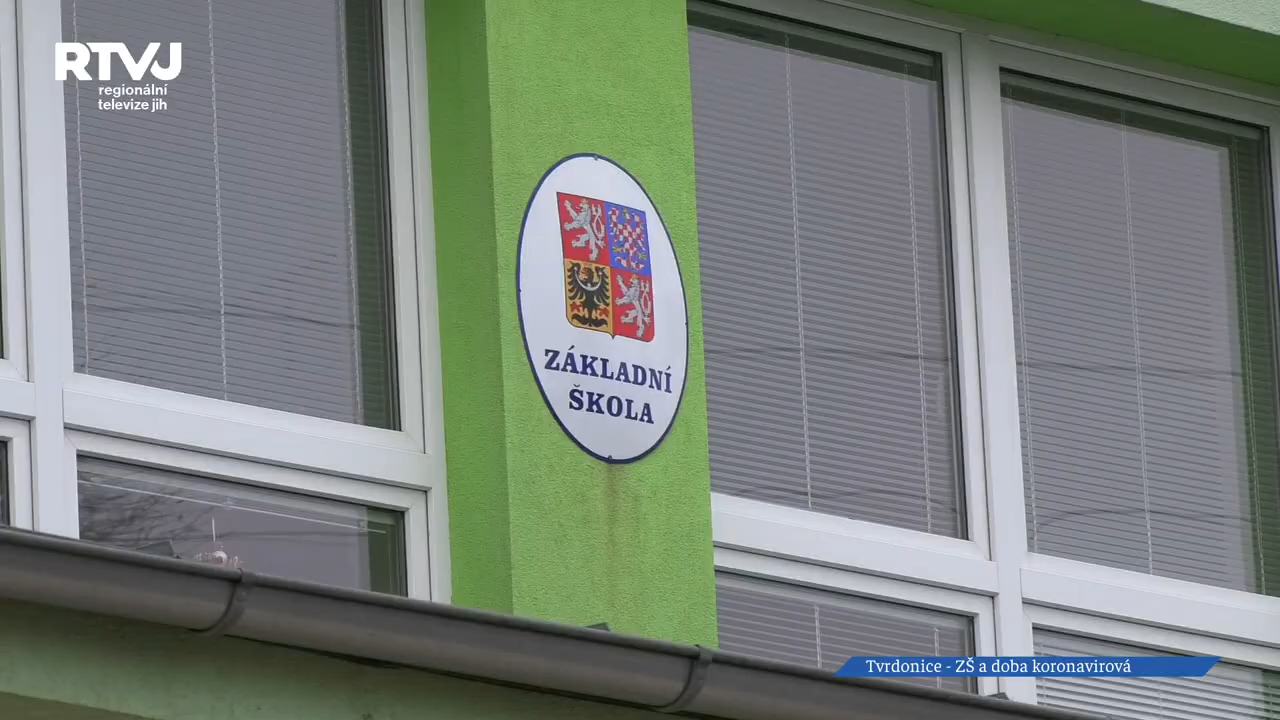 RTVJ
regionální
televize jih
ZÁKLADNÍ
ŠKOLA
Tvrdonice - ZŠ a doba koronavirová